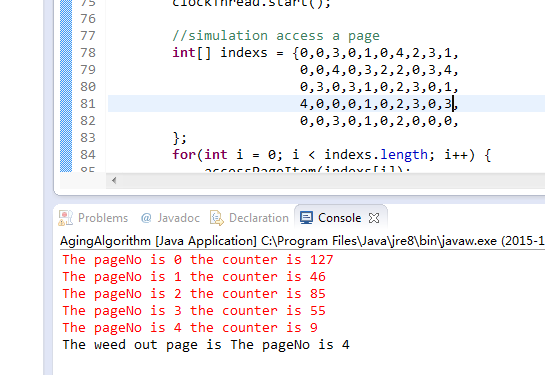 75 clockThread.start();
76
77 //simulation access a page
78 int[] indexs = {0,0,3,0,1,0,4,2,3,1,
79 0,0,4,0,3,2,2,0,3,4,
80 0,3,0,3,1,0,2,3,0,1,
81 4,0,0,0,1,0,2,3,0,3,
82 0,0,3,0,1,0,2,0,0,0,
83 };
84 for(int i = 0; i < indexs.length; i++) {
85 accessPageItem(indexs[i]);
Problems @ Javadoc Declaration Console
AgingAlgorithm [Java Application] C:\Program Files\Java\jre8\bin\javaw.exe (2015-1
The pageNo is 0 the counter is 127
The pageNo is 1 the counter is 46
The pageNo is 2 the counter is 85
The pageNo is 3 the counter is 55
The pageNo is 4 the counter is 9
The weed out page is The pageNo is 4